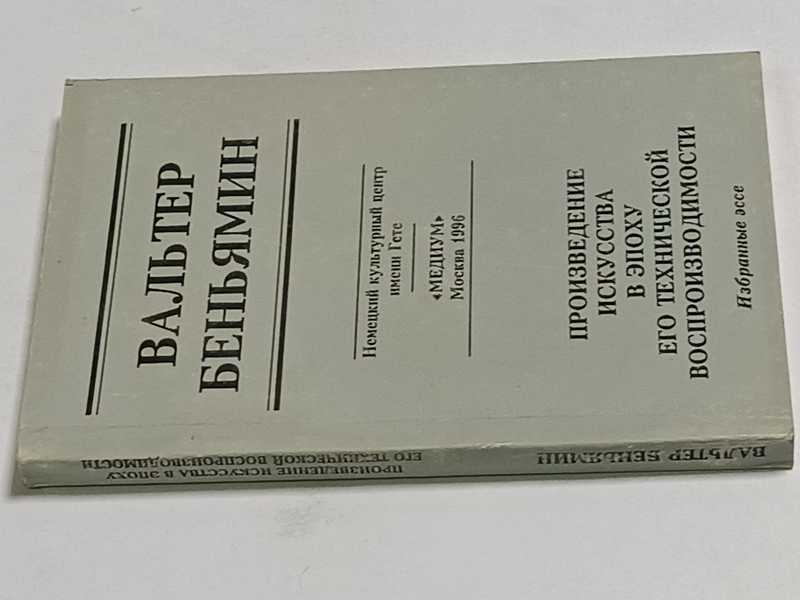 ВАЛЬТЕР
БЕНЬЯМИН
Немецкий культурный центр
имени Гете
«МЕДИУМ»
Москва 1996
ПРОИЗВЕДЕНИЕ
ИСКУССТВА
В ЭПОХУ
ЕГО ТЕХНИЧЕСКОЙ
ВОСПРОИЗВОДИМОСТИ
Избранные эссе
ВАЛЬТЕР БЕНЬЯМИН
ПРОИЗВЕДЕНИЕ ИСКУССТВА В ЭПОХУ
ЕГО ТЕХНИЧЕСКОЙ ВОСПРОИЗВОДИМОСТИ